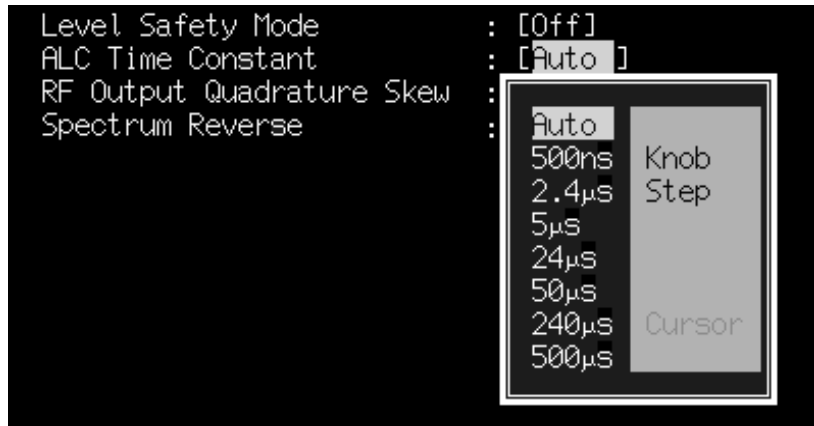 Level Safety Mode : [Off]
ALC Time Constant : [Auto ]
RF Output Quadrature Skew :
Spectrum Reverse : Auto
500ns Knob
2.4µs Step
5µs
24µs
50µs
240µs Cursor
500µs